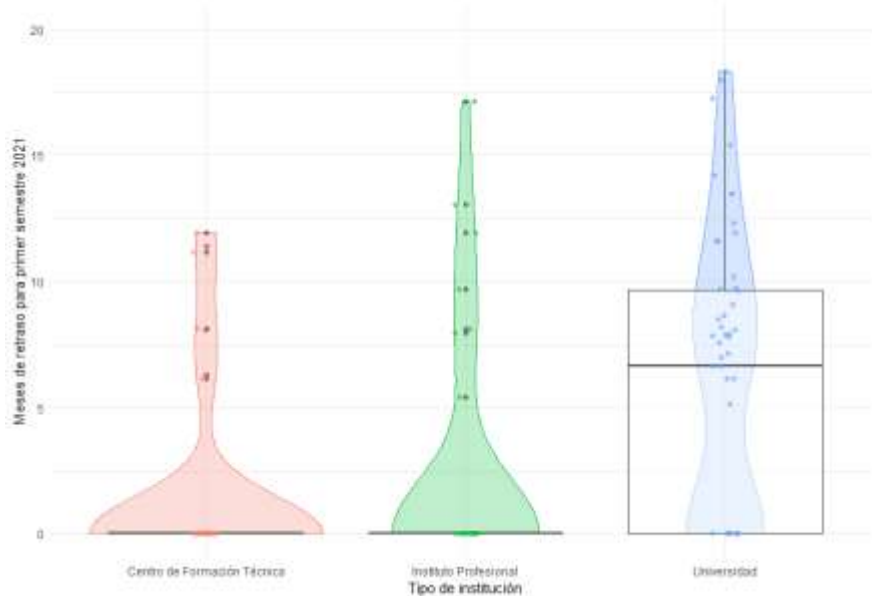 20
15
10
5
0
Meses de retraso para primer semestre 2021
Centro de Formación Técnica
Instituto Profesional
Universidad
Tipo de institución